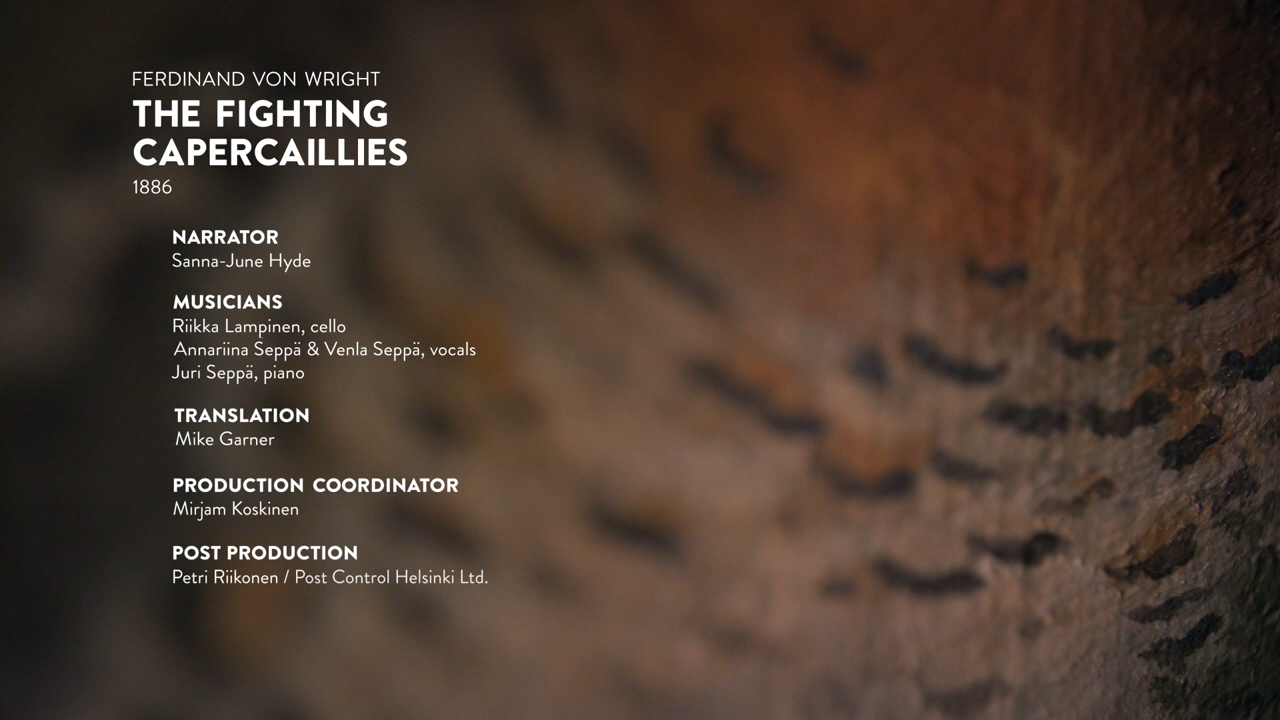 FERDINAND VON WRIGHT
THE FIGHTING
CAPERCAILLIES
1886
NARRATOR
Sanna-June Hyde
MUSICIANS
Riikka Lampinen, cello
Annariina Seppä & Venla Seppä, vocals
Juri Seppä, piano
TRANSLATION
Mike Garner
PRODUCTION COORDINATOR
Mirjam Koskinen
POST PRODUCTION
Petri Riikonen / Post Control Helsinki Ltd.